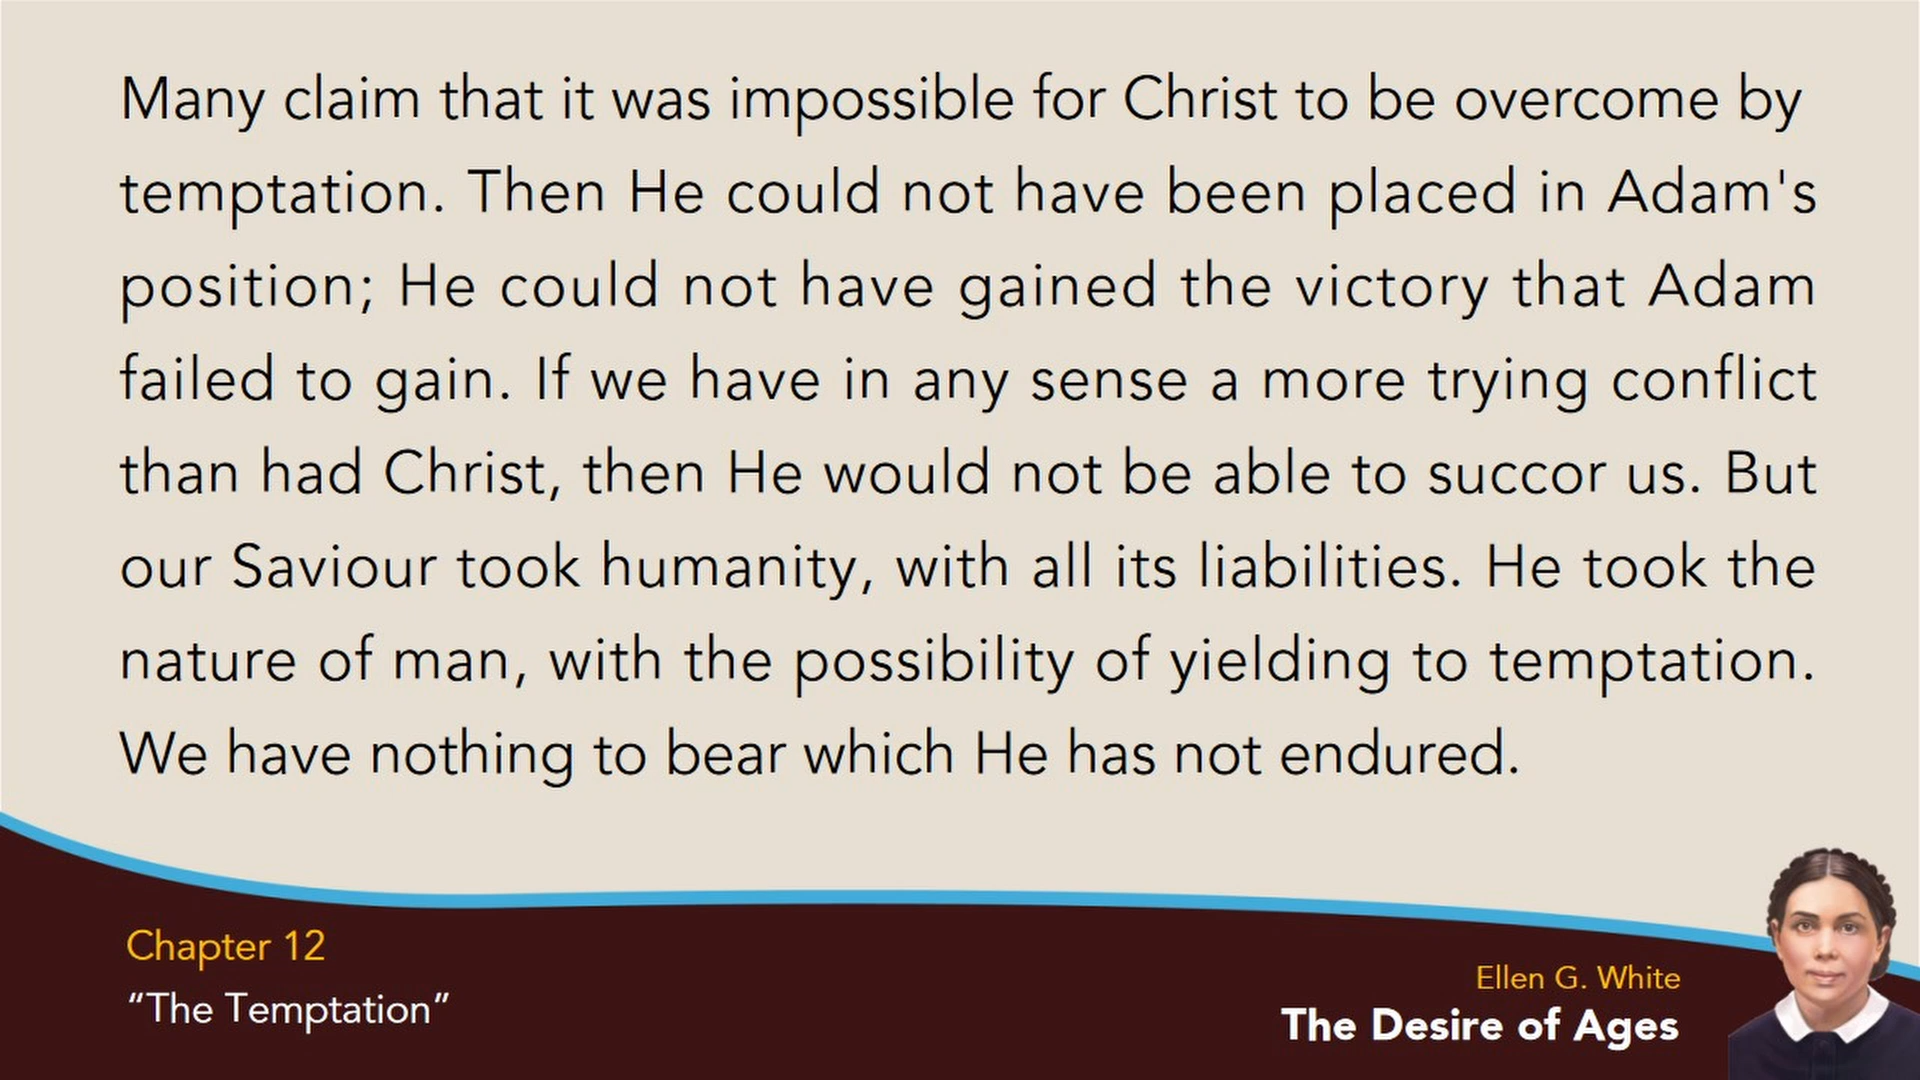 Many claim that it was impossible for Christ to be overcome by
temptation. Then He could not have been placed in Adam's
position; He could not have gained the victory that Adam
failed to gain. If we have in any sense a more trying conflict
than had Christ, then He would not be able to succor us. But
our Saviour took humanity, with all its liabilities. He took the
nature of man, with the possibility of yielding to temptation.
We have nothing to bear which He has not endured.
Chapter 12
“The Temptation”
Ellen G. White
The Desire of Ages